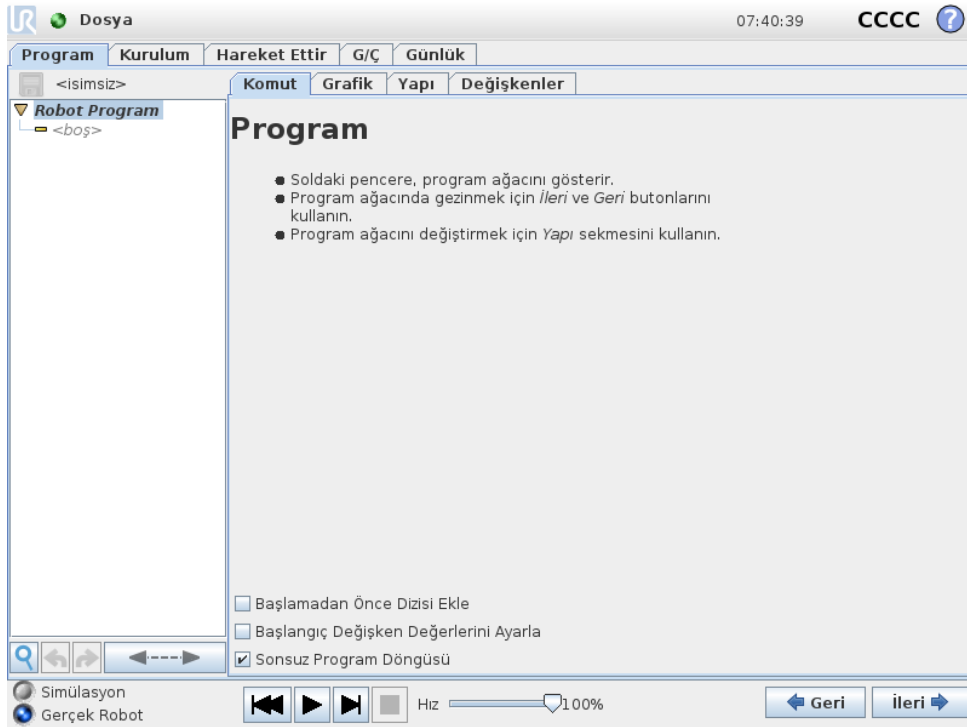 UR Dosya 07:40:39 CCCC ?
Program Kurulum Hareket Ettir G/Ç Günlük
<isimsiz> Komut Grafik Yapı Değişkenler
Robot Program
<boş>
Program
Soldaki pencere, program ağacını gösterir.
Program ağacında gezinmek için İleri ve Geri butonlarını
kullanın.
Program ağacını değiştirmek için Yapı sekmesini kullanın.
Başlamadan Önce Dizisi Ekle
Başlangıç Değişken Değerlerini Ayarla
Sonsuz Program Döngüsü
Simülasyon
Gerçek Robot
Hız 100% Geri İleri